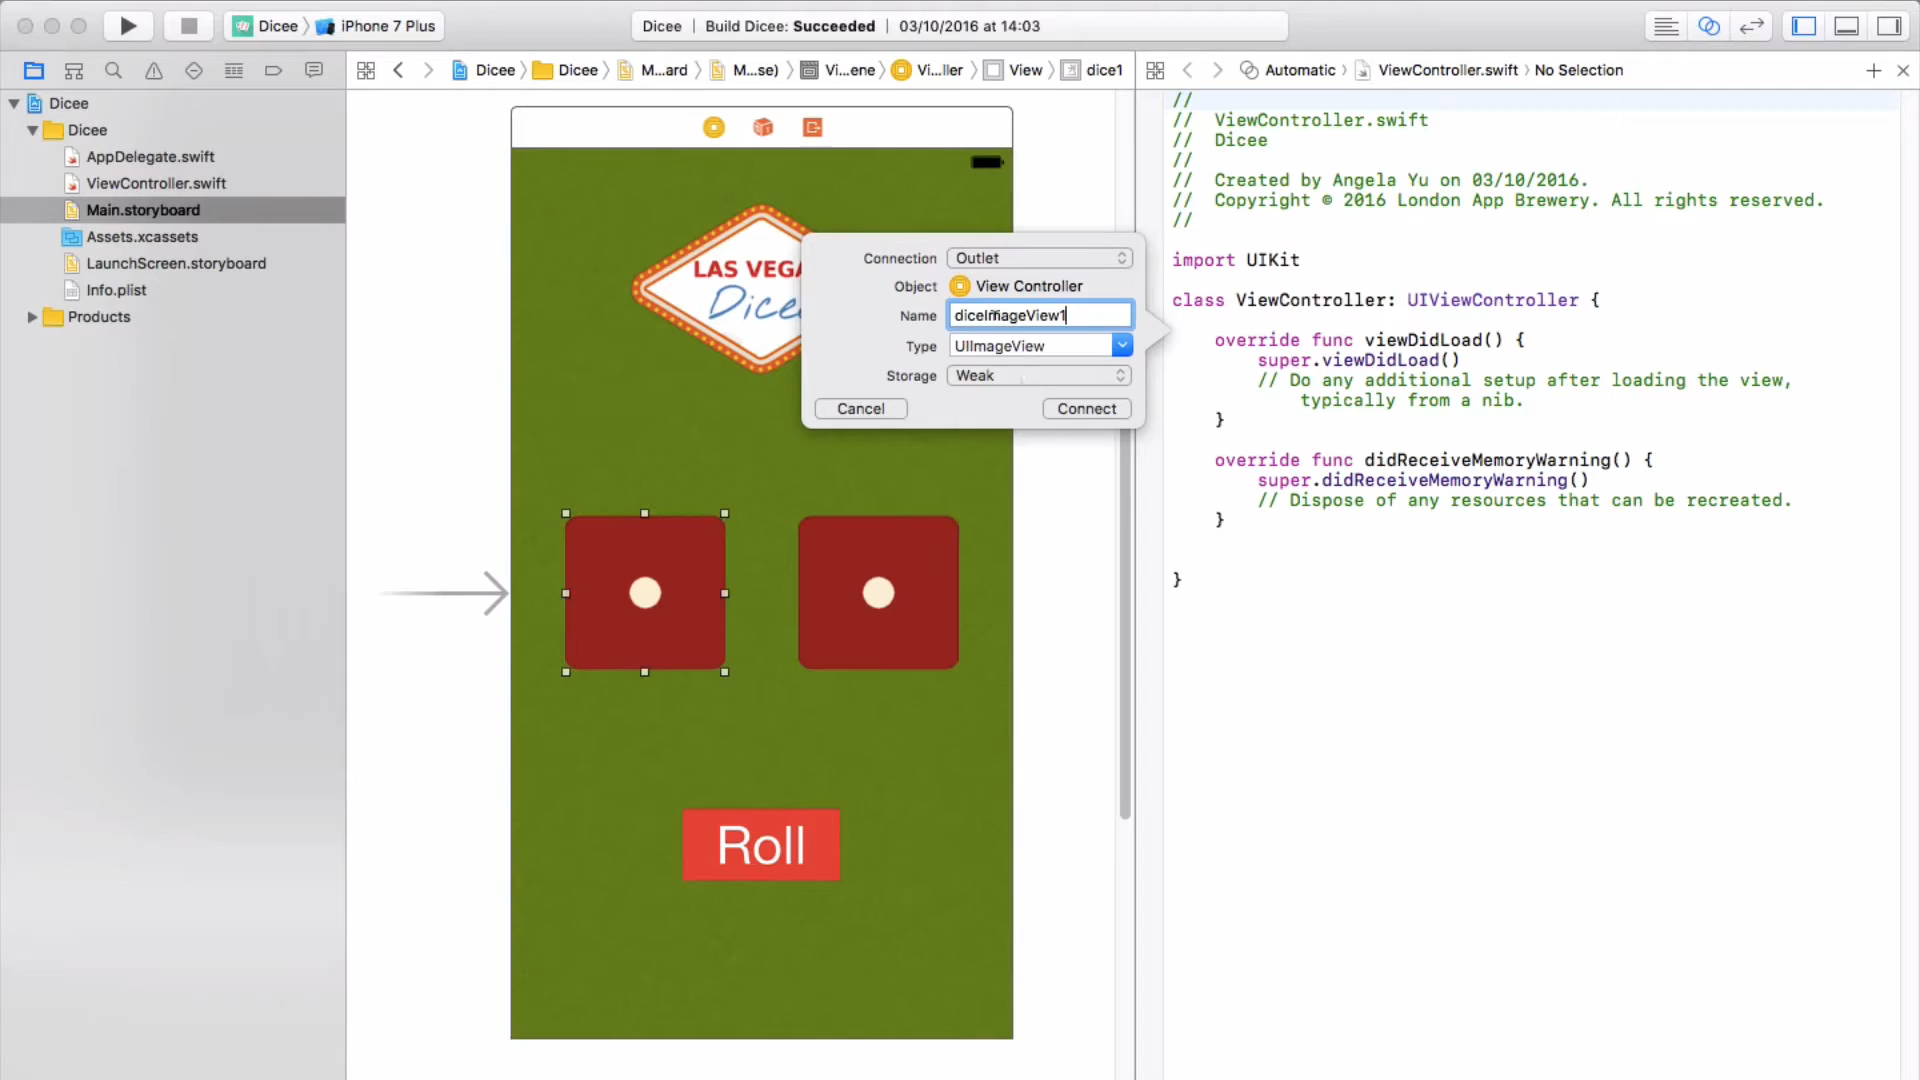 Dicee
iPhone 7 Plus
Dicee
Build Dicee: Succeeded
03/10/2016 at 14:03
Dicee
Dicee
M...ard
M...se)
Vi...ene
Vi...ller
View
dice1
Automatic
ViewController.swift
No Selection
Dicee
Dicee
AppDelegate.swift
ViewController.swift
Main.storyboard
Assets.xcassets
LaunchScreen.storyboard
Info.plist
Products
LAS VEGA
Dice
Connection
Outlet
Object
View Controller
Name
diceImageView1
Type
UIImageView
Storage
Weak
Cancel
Connect
Roll
//
//  ViewController.swift
//  Dicee
//
//  Created by Angela Yu on 03/10/2016.
//  Copyright © 2016 London App Brewery. All rights reserved.
//
import UIKit
class ViewController: UIViewController {
override func viewDidLoad() {
super.viewDidLoad()
// Do any additional setup after loading the view,
typically from a nib.
}
override func didReceiveMemoryWarning() {
super.didReceiveMemoryWarning()
// Dispose of any resources that can be recreated.
}
}